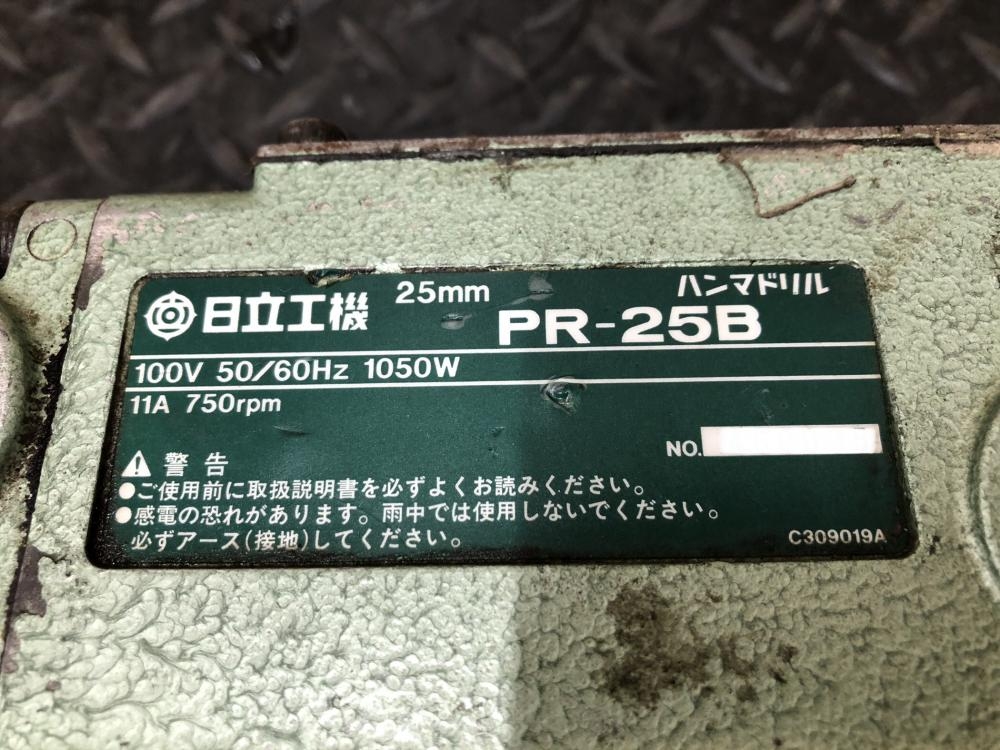 日立工機 25mm ハンマドリル
PR-25B
100V 50/60Hz 1050W
11A 750rpm
NO.
警告
●ご使用前に取扱説明書を必ずよくお読みください。
●感電の恐れがあります。雨中では使用しないでください。
必ずアース(接地)してください。
C309019A